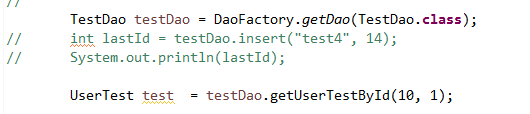 //
TestDao testDao = DaoFactory.getDao(TestDao.class);
// int lastId = testDao.insert("test4", 14);
// System.out.println(lastId);
UserTest test = testDao.getUserTestById(10, 1);